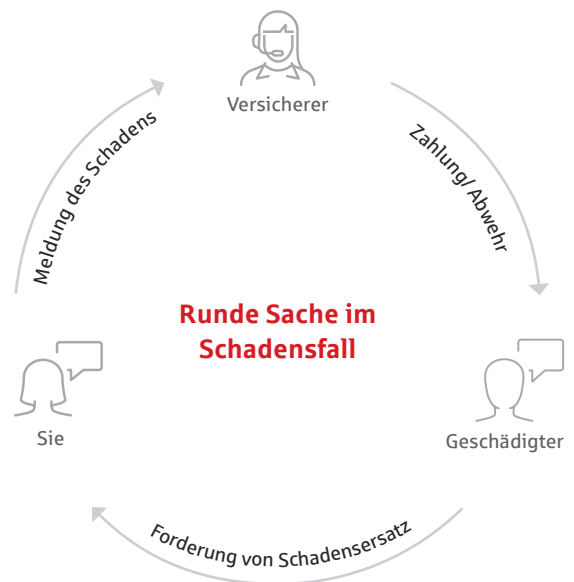 Versicherer
Meldung des Schadens
Zahlung/ Abwehr
Runde Sache im
Schadensfall
Sie
Geschädigter
Forderung von Schadensersatz